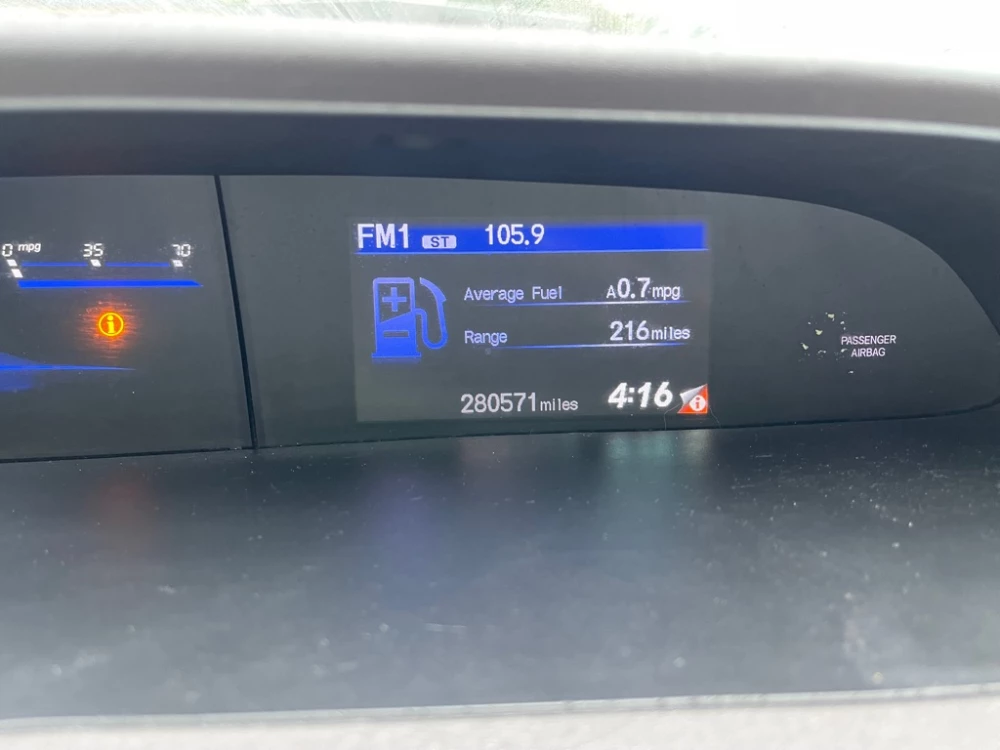 0 mpg 35 70
FM1 ST 105.9
Average Fuel A0.7 mpg
Range 216 miles
280571 miles 4:16
PASSENGER
AIRBAG